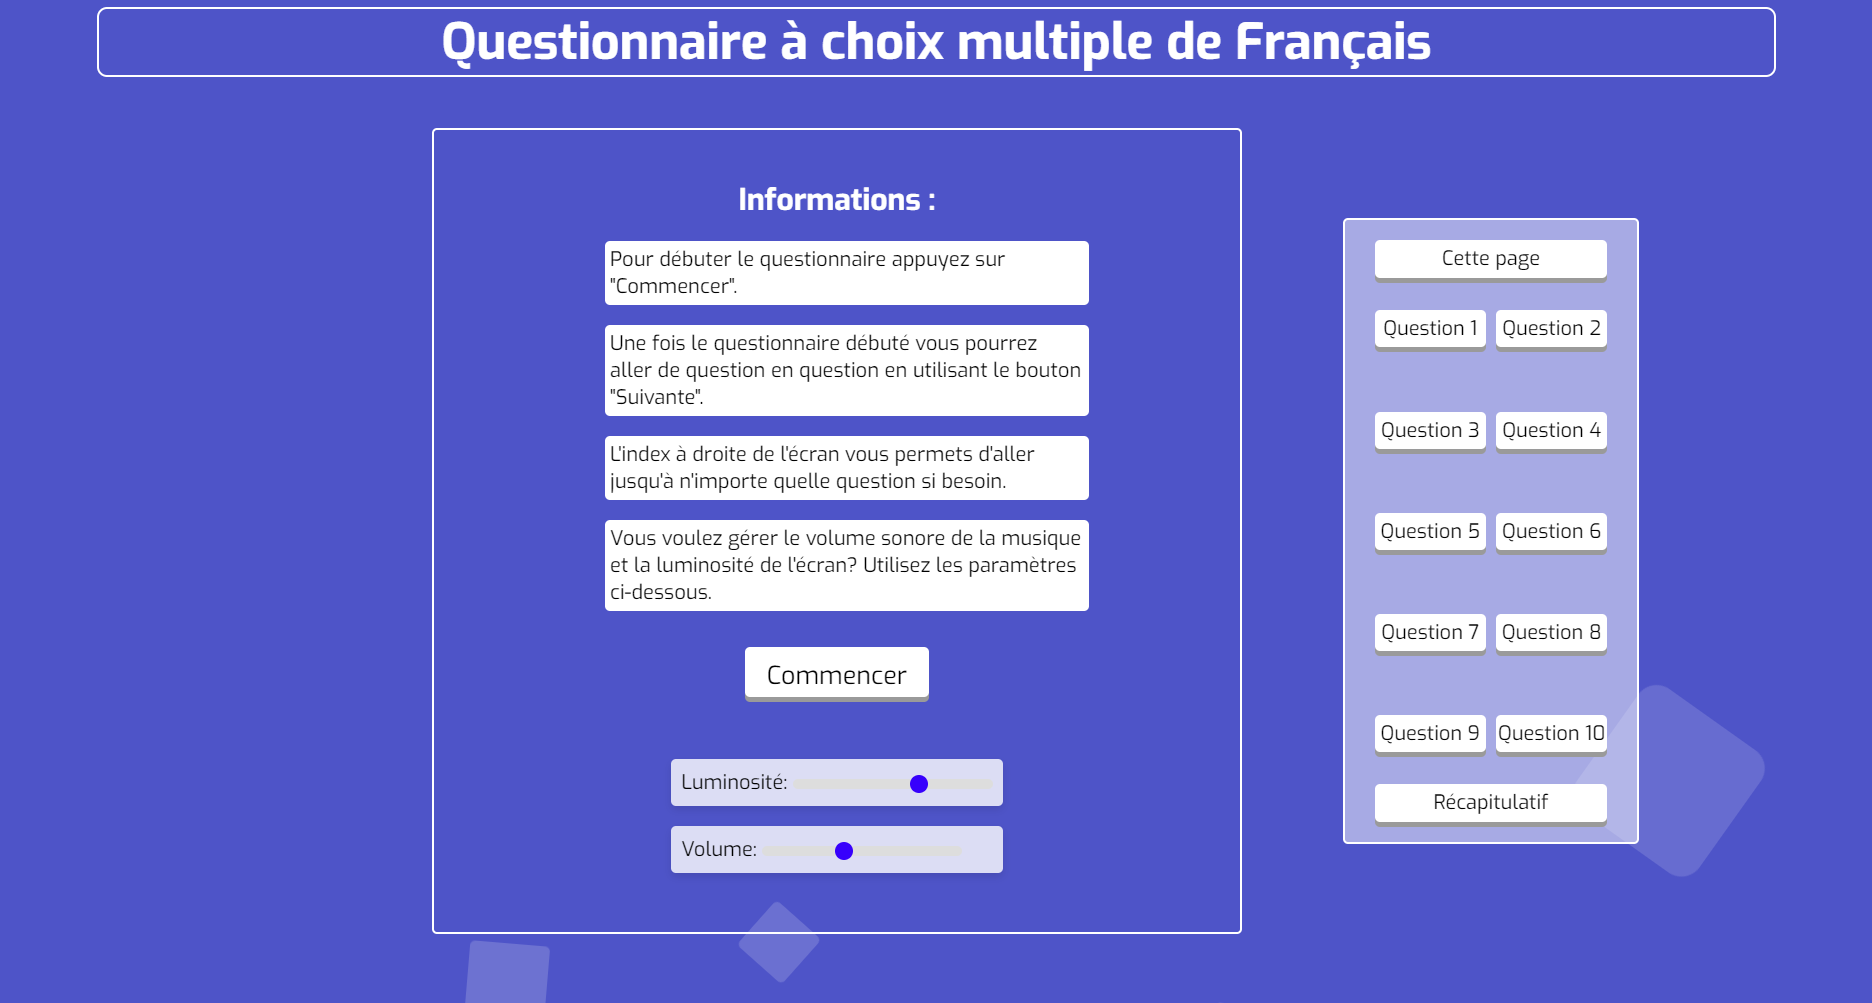 Questionnaire à choix multiple de Français
Informations :
Pour débuter le questionnaire appuyez sur
"Commencer".
Une fois le questionnaire débuté vous pourrez
aller de question en question en utilisant le bouton
"Suivante".
L'index à droite de l'écran vous permets d'aller
jusqu'à n'importe quelle question si besoin.
Vous voulez gérer le volume sonore de la musique
et la luminosité de l'écran? Utilisez les paramètres
ci-dessous.
Commencer
Luminosité:
Volume:
Cette page
Question 1 Question 2
Question 3 Question 4
Question 5 Question 6
Question 7 Question 8
Question 9 Question 10
Récapitulatif